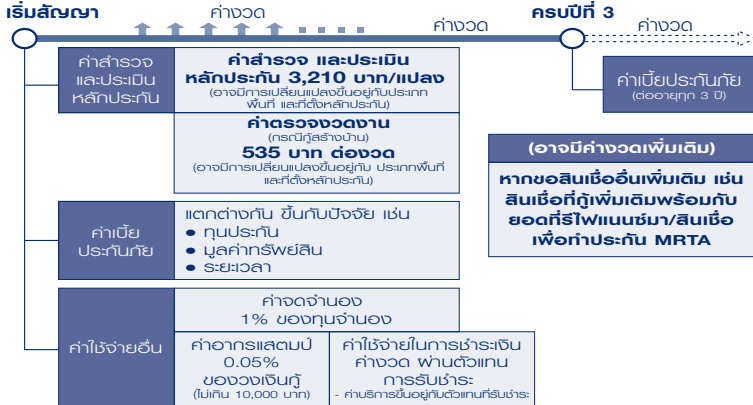 เริ่มสัญญา
ค่างวด
ค่างวด
ครบปีที่ 3
ค่างวด
ค่าสำรวจ
และประเมิน
หลักประกัน
ค่าสำรวจ และประเมิน
หลักประกัน 3,210 บาท/แปลง
(อาจมีการเปลี่ยนแปลงขึ้นอยู่กับประเภท
พื้นที่ และที่ตั้งหลักประกัน)
ค่าตรวจงวดงาน
(กรณีกู้สร้างบ้าน)
535 บาท ต่องวด
(อาจมีการเปลี่ยนแปลงขึ้นอยู่กับ ประเภทพื้นที่
และที่ตั้งหลักประกัน)
ค่าเบี้ยประกันภัย
(ต่ออายุทุก 3 ปี)
(อาจมีค่างวดเพิ่มเติม)
หากขอสินเชื่ออื่นเพิ่มเติม เช่น
สินเชื่อที่กู้เพิ่มเติมพร้อมกับ
ยอดที่รีไฟแนนซ์มา/สินเชื่อ
เพื่อทำประกัน MRTA
ค่าเบี้ย
ประกันภัย
แตกต่างกัน ขึ้นกับปัจจัย เช่น
● ทุนประกัน
● มูลค่าทรัพย์สิน
● ระยะเวลา
ค่าใช้จ่ายอื่น
ค่าจดจำนอง
1% ของทุนจำนอง
ค่าอากรแสตมป์
0.05%
ของวงเงินกู้
(ไม่เกิน 10,000 บาท)
ค่าใช้จ่ายในการชำระเงิน
ค่างวด ผ่านตัวแทน
การรับชำระ
- ค่าบริการขึ้นอยู่กับตัวแทนที่รับชำระ